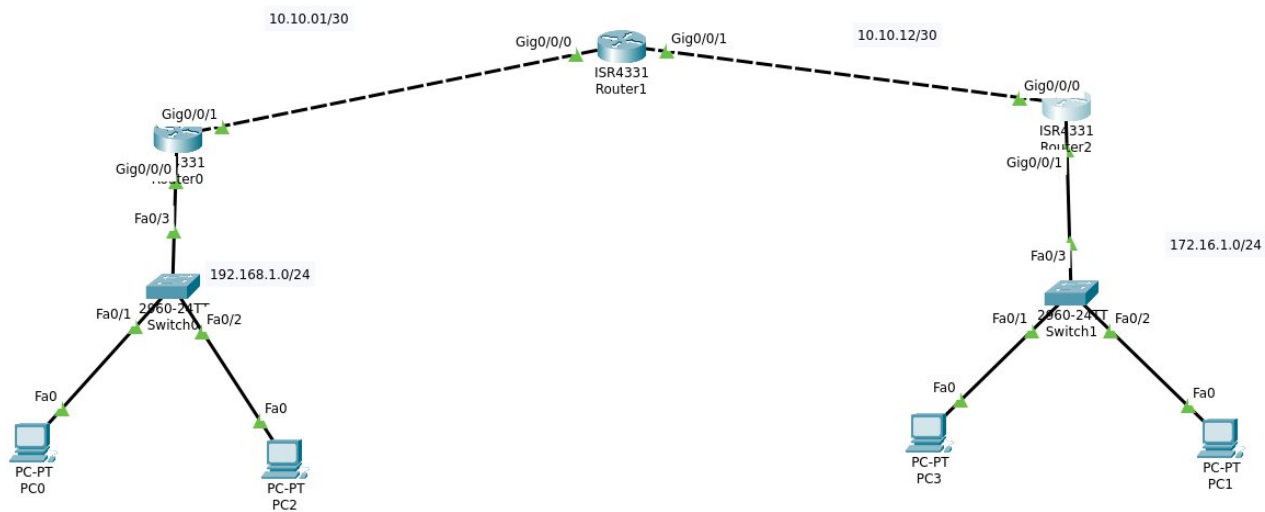 10.10.01/30
Gig0/0/0
Gig0/0/1
ISR4331
Router1
10.10.12/30
Gig0/0/0
ISR4331
Router2
Gig0/0/1
Gig0/0/1
Gig0/0/0
Fa0/3
192.168.1.0/24
2960-24TT
Switch0
Fa0/1
Fa0/2
Fa0
Fa0
PC-PT
PC0
PC-PT
PC2
Fa0/3
172.16.1.0/24
2960-24TT
Switch1
Fa0/1
Fa0/2
Fa0
Fa0
PC-PT
PC3
PC-PT
PC1